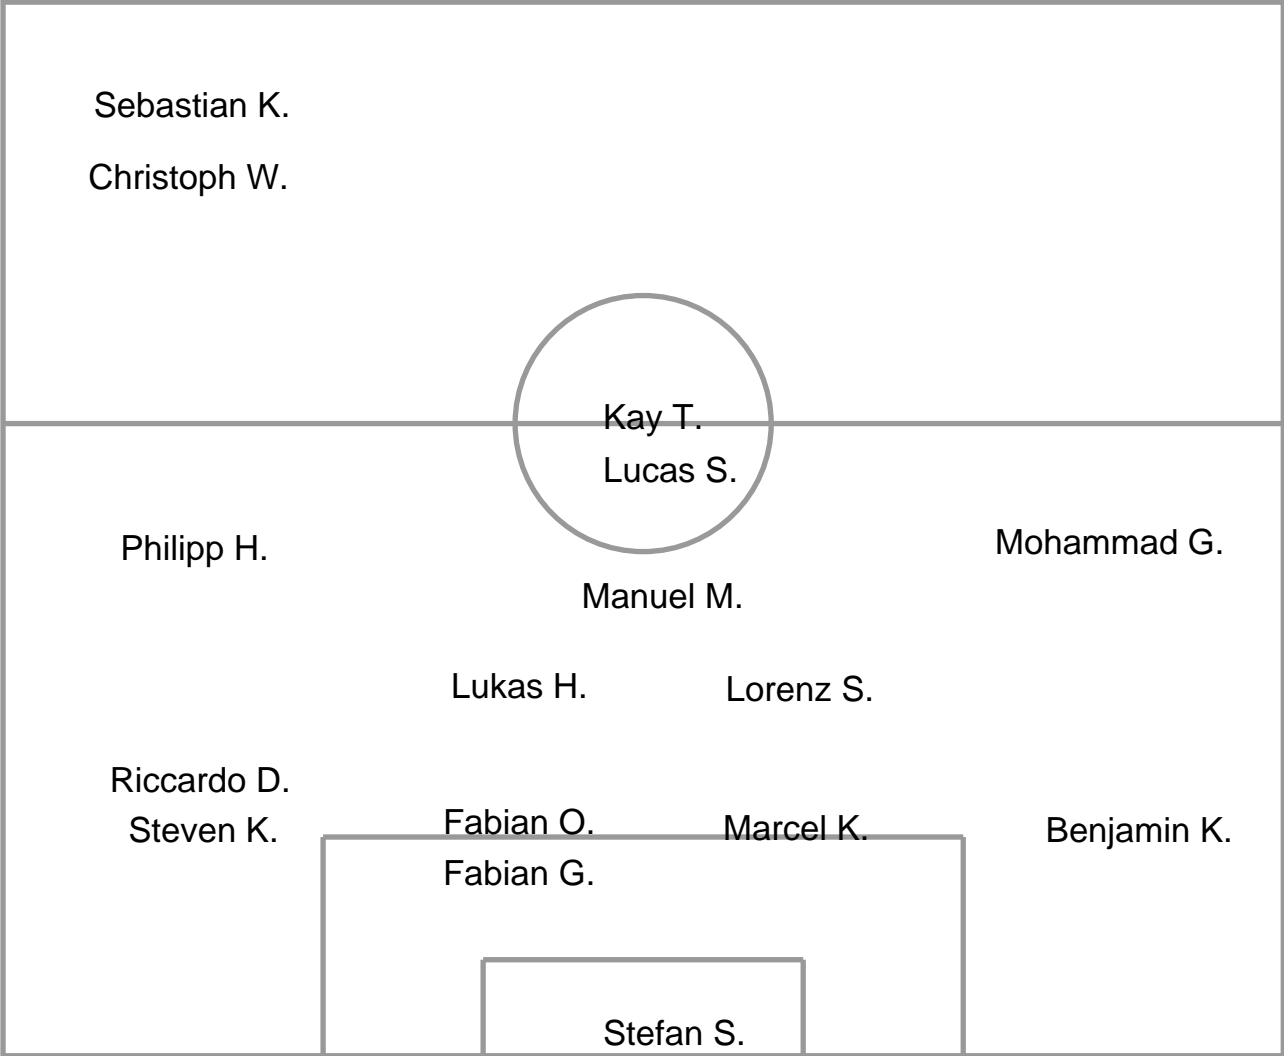 Sebastian K.
Christoph W.
Kay T.
Lucas S.
Philipp H.
Mohammad G.
Manuel M.
Lukas H.
Lorenz S.
Riccardo D.
Steven K.
Fabian O.
Marcel K.
Benjamin K.
Fabian G.
Stefan S.